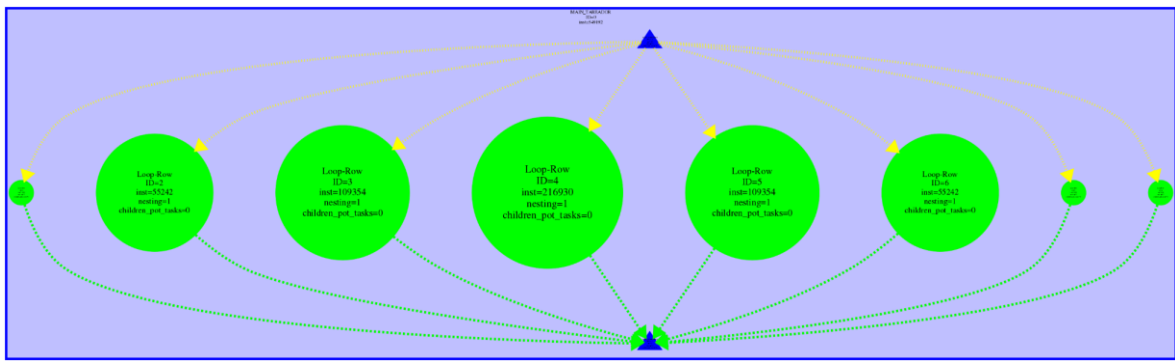 Loop-Row
ID=2
inst=55242
nesting=1
children_pot_tasks=0
Loop-Row
ID=3
inst=109354
nesting=1
children_pot_tasks=0
Loop-Row
ID=4
inst=216930
nesting=1
children_pot_tasks=0
Loop-Row
ID=5
inst=109354
nesting=1
children_pot_tasks=0
Loop-Row
ID=6
inst=55242
nesting=1
children_pot_tasks=0